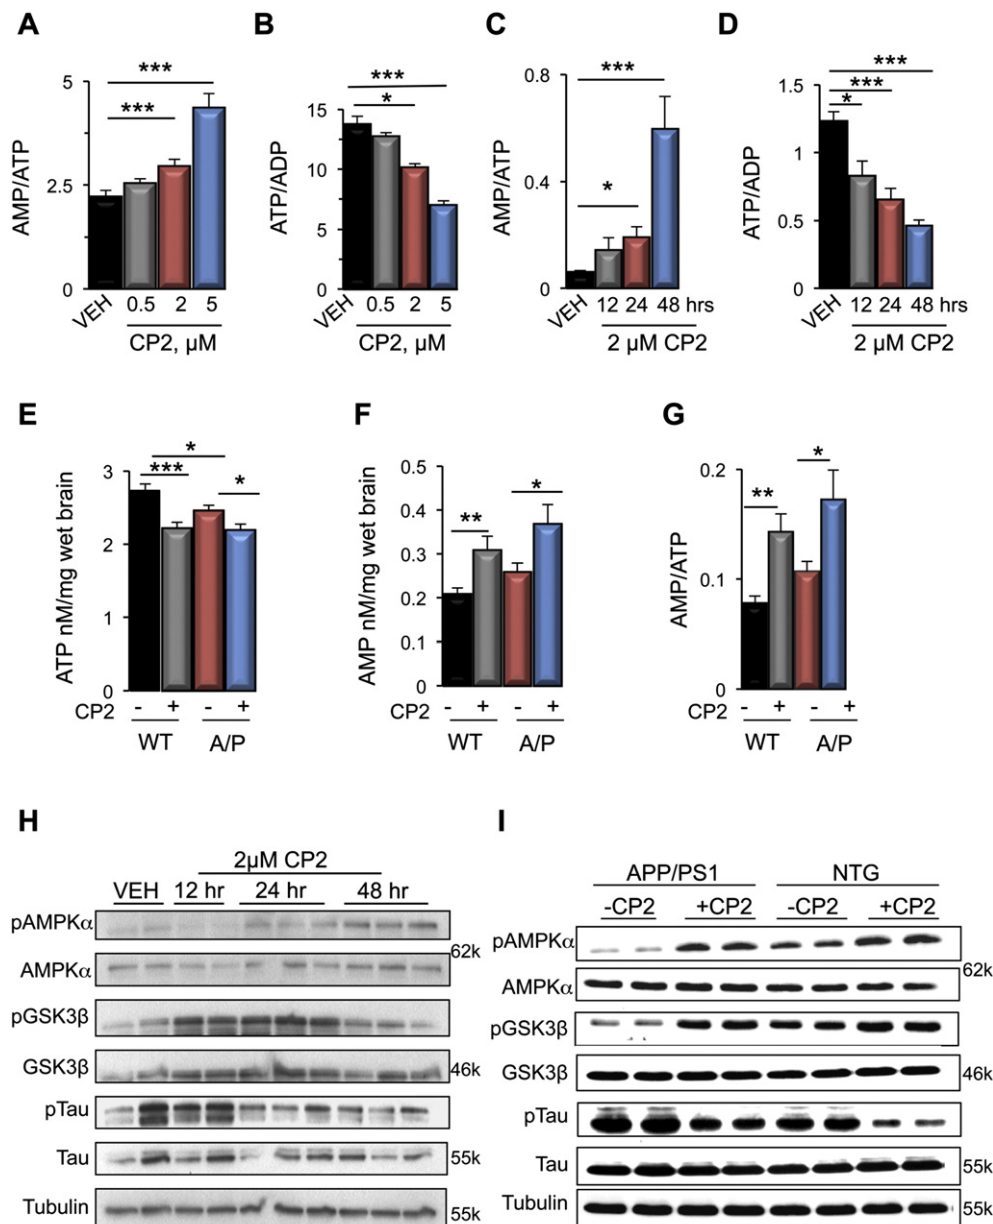 A B C D
*** ***
*** *
5 2.5 0
AMP/ATP
VEH 0.5 2 5
CP2, µM
***
*
15 10 5 0
ATP/ADP
VEH 0.5 2 5
CP2, µM
***
*
0.8 0.4 0
AMP/ATP
VEH 12 24 48 hrs
2 µM CP2
***
***
*
1.5 1 0.5 0
ATP/ADP
VEH 12 24 48 hrs
2 µM CP2
E F G
*
*** *
3 2 1 0
ATP nM/mg wet brain
CP2 - + - +
WT A/P
** *
0.5 0.4 0.3 0.2 0.1 0
AMP nM/mg wet brain
CP2 - + - +
WT A/P
** *
0.2 0.1 0
AMP/ATP
CP2 - + - +
WT A/P
H
2µM CP2
VEH 12 hr 24 hr 48 hr
pAMPKα
62k
AMPKα
pGSK3β
GSK3β 46k
pTau
Tau 55k
Tubulin 55k
I
APP/PS1 NTG
-CP2 +CP2 -CP2 +CP2
pAMPKα
62k
AMPKα
pGSK3β
GSK3β 46k
pTau
Tau 55k
Tubulin 55k